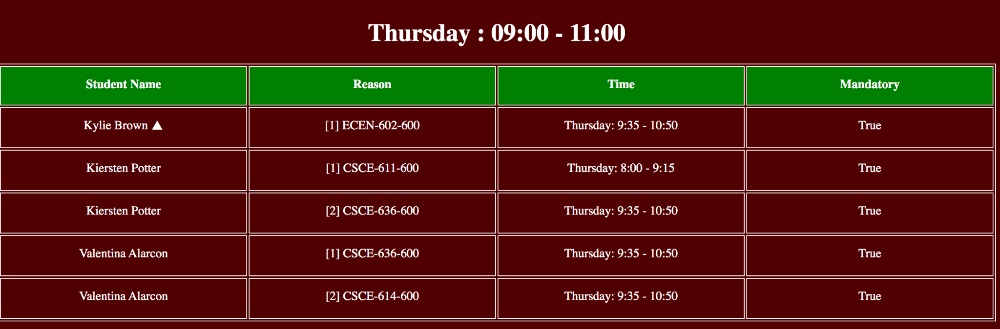 Thursday : 09:00 - 11:00
Student Name Reason Time Mandatory
Kylie Brown ▲ [1] ECEN-602-600 Thursday: 9:35 - 10:50 True
Kiersten Potter [1] CSCE-611-600 Thursday: 8:00 - 9:15 True
Kiersten Potter [2] CSCE-636-600 Thursday: 9:35 - 10:50 True
Valentina Alarcon [1] CSCE-636-600 Thursday: 9:35 - 10:50 True
Valentina Alarcon [2] CSCE-614-600 Thursday: 9:35 - 10:50 True